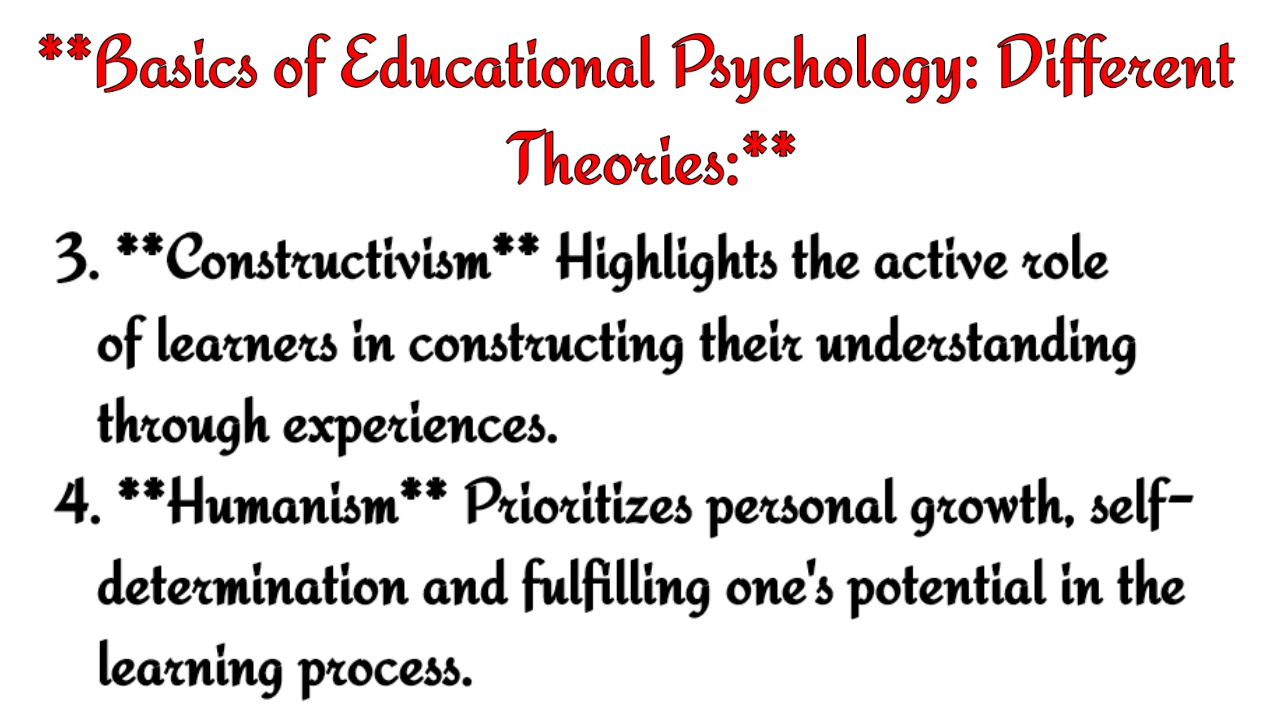 **Basics of Educational Psychology: Different
Theories:**
3. **Constructivism** Highlights the active role
of learners in constructing their understanding
through experiences.
4. **Humanism** Prioritizes personal growth, self-
determination and fulfilling one's potential in the
learning process.